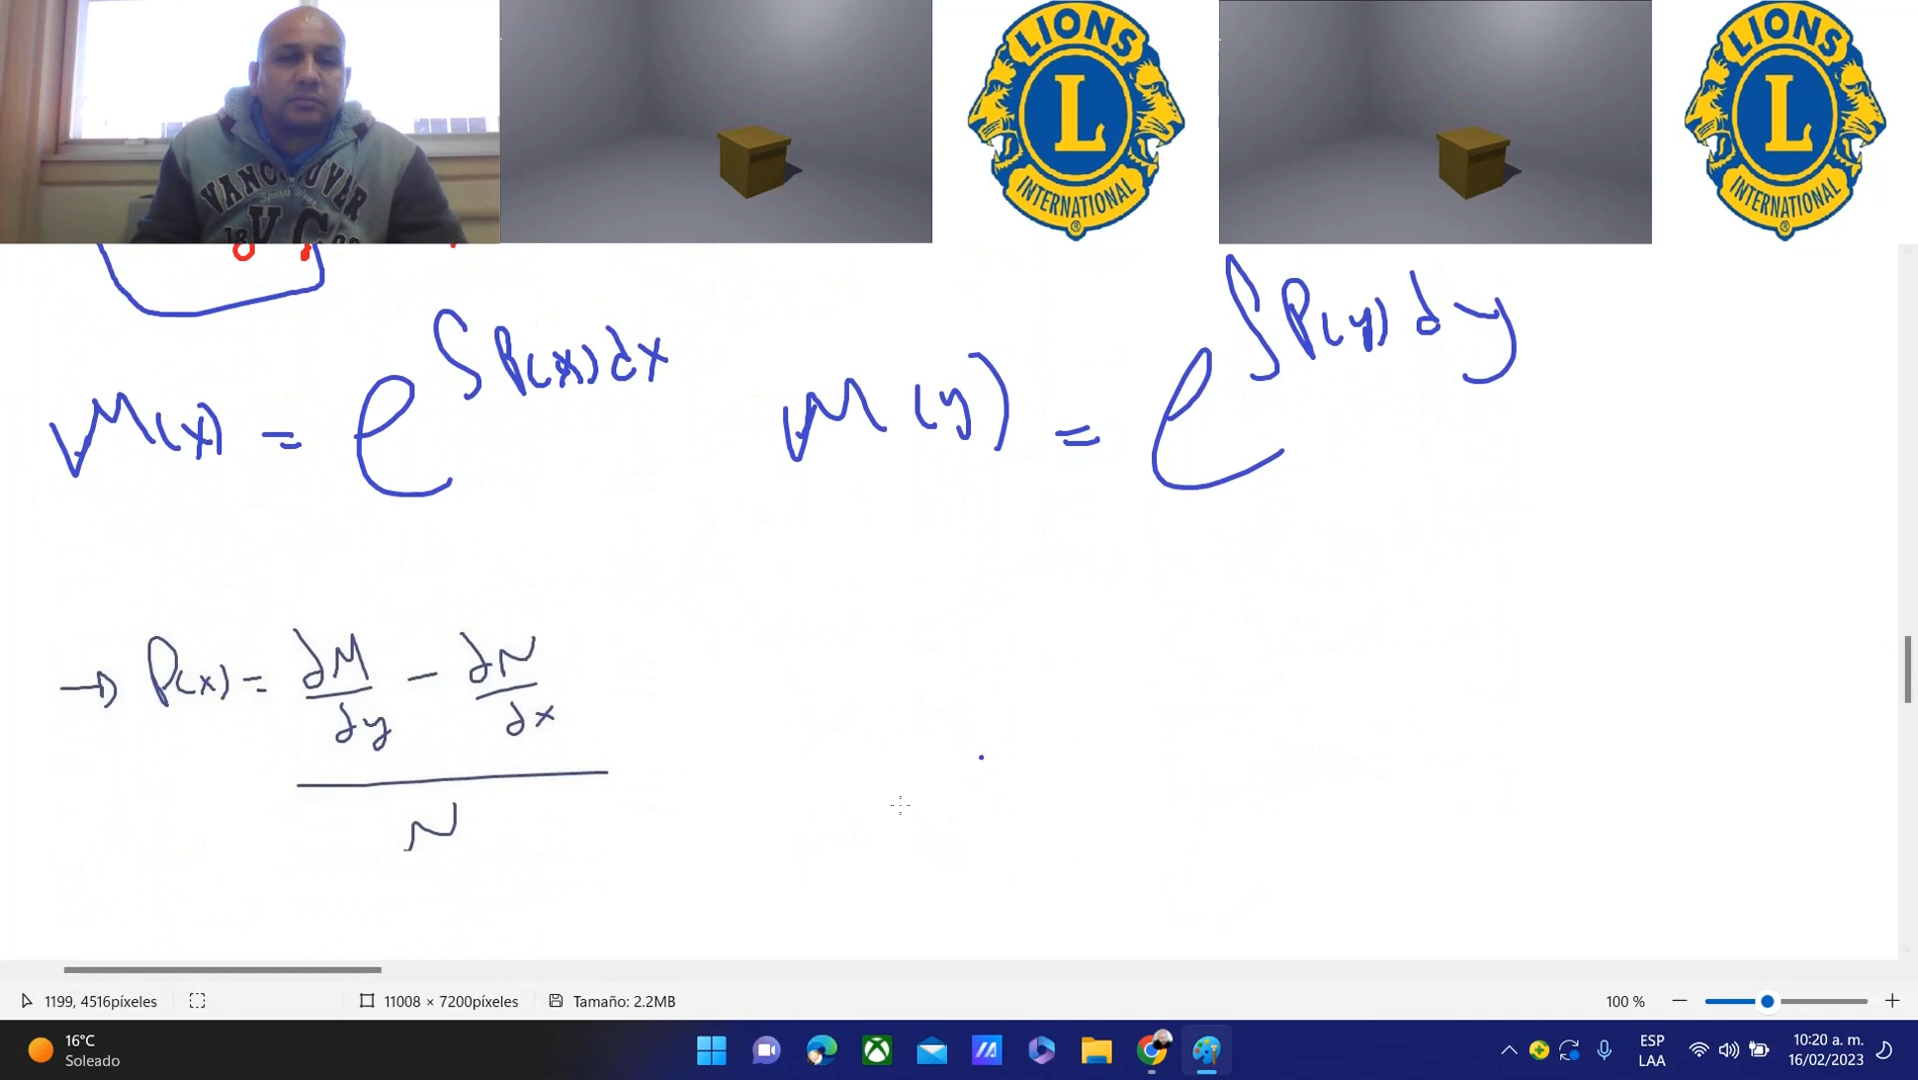 LIONS
L
INTERNATIONAL
®
LIONS
L
INTERNATIONAL
®
VANCOUVER
μ(x) = e^∫P(x)dx
μ(y) = e^∫P(y)dy
→ P(x) = ∂M/∂y - ∂N/∂x
N
1199, 4516píxeles
11008 × 7200píxeles
Tamaño: 2.2MB
100 %
16°C
Soleado
ESP
LAA
10:20 a. m.
16/02/2023